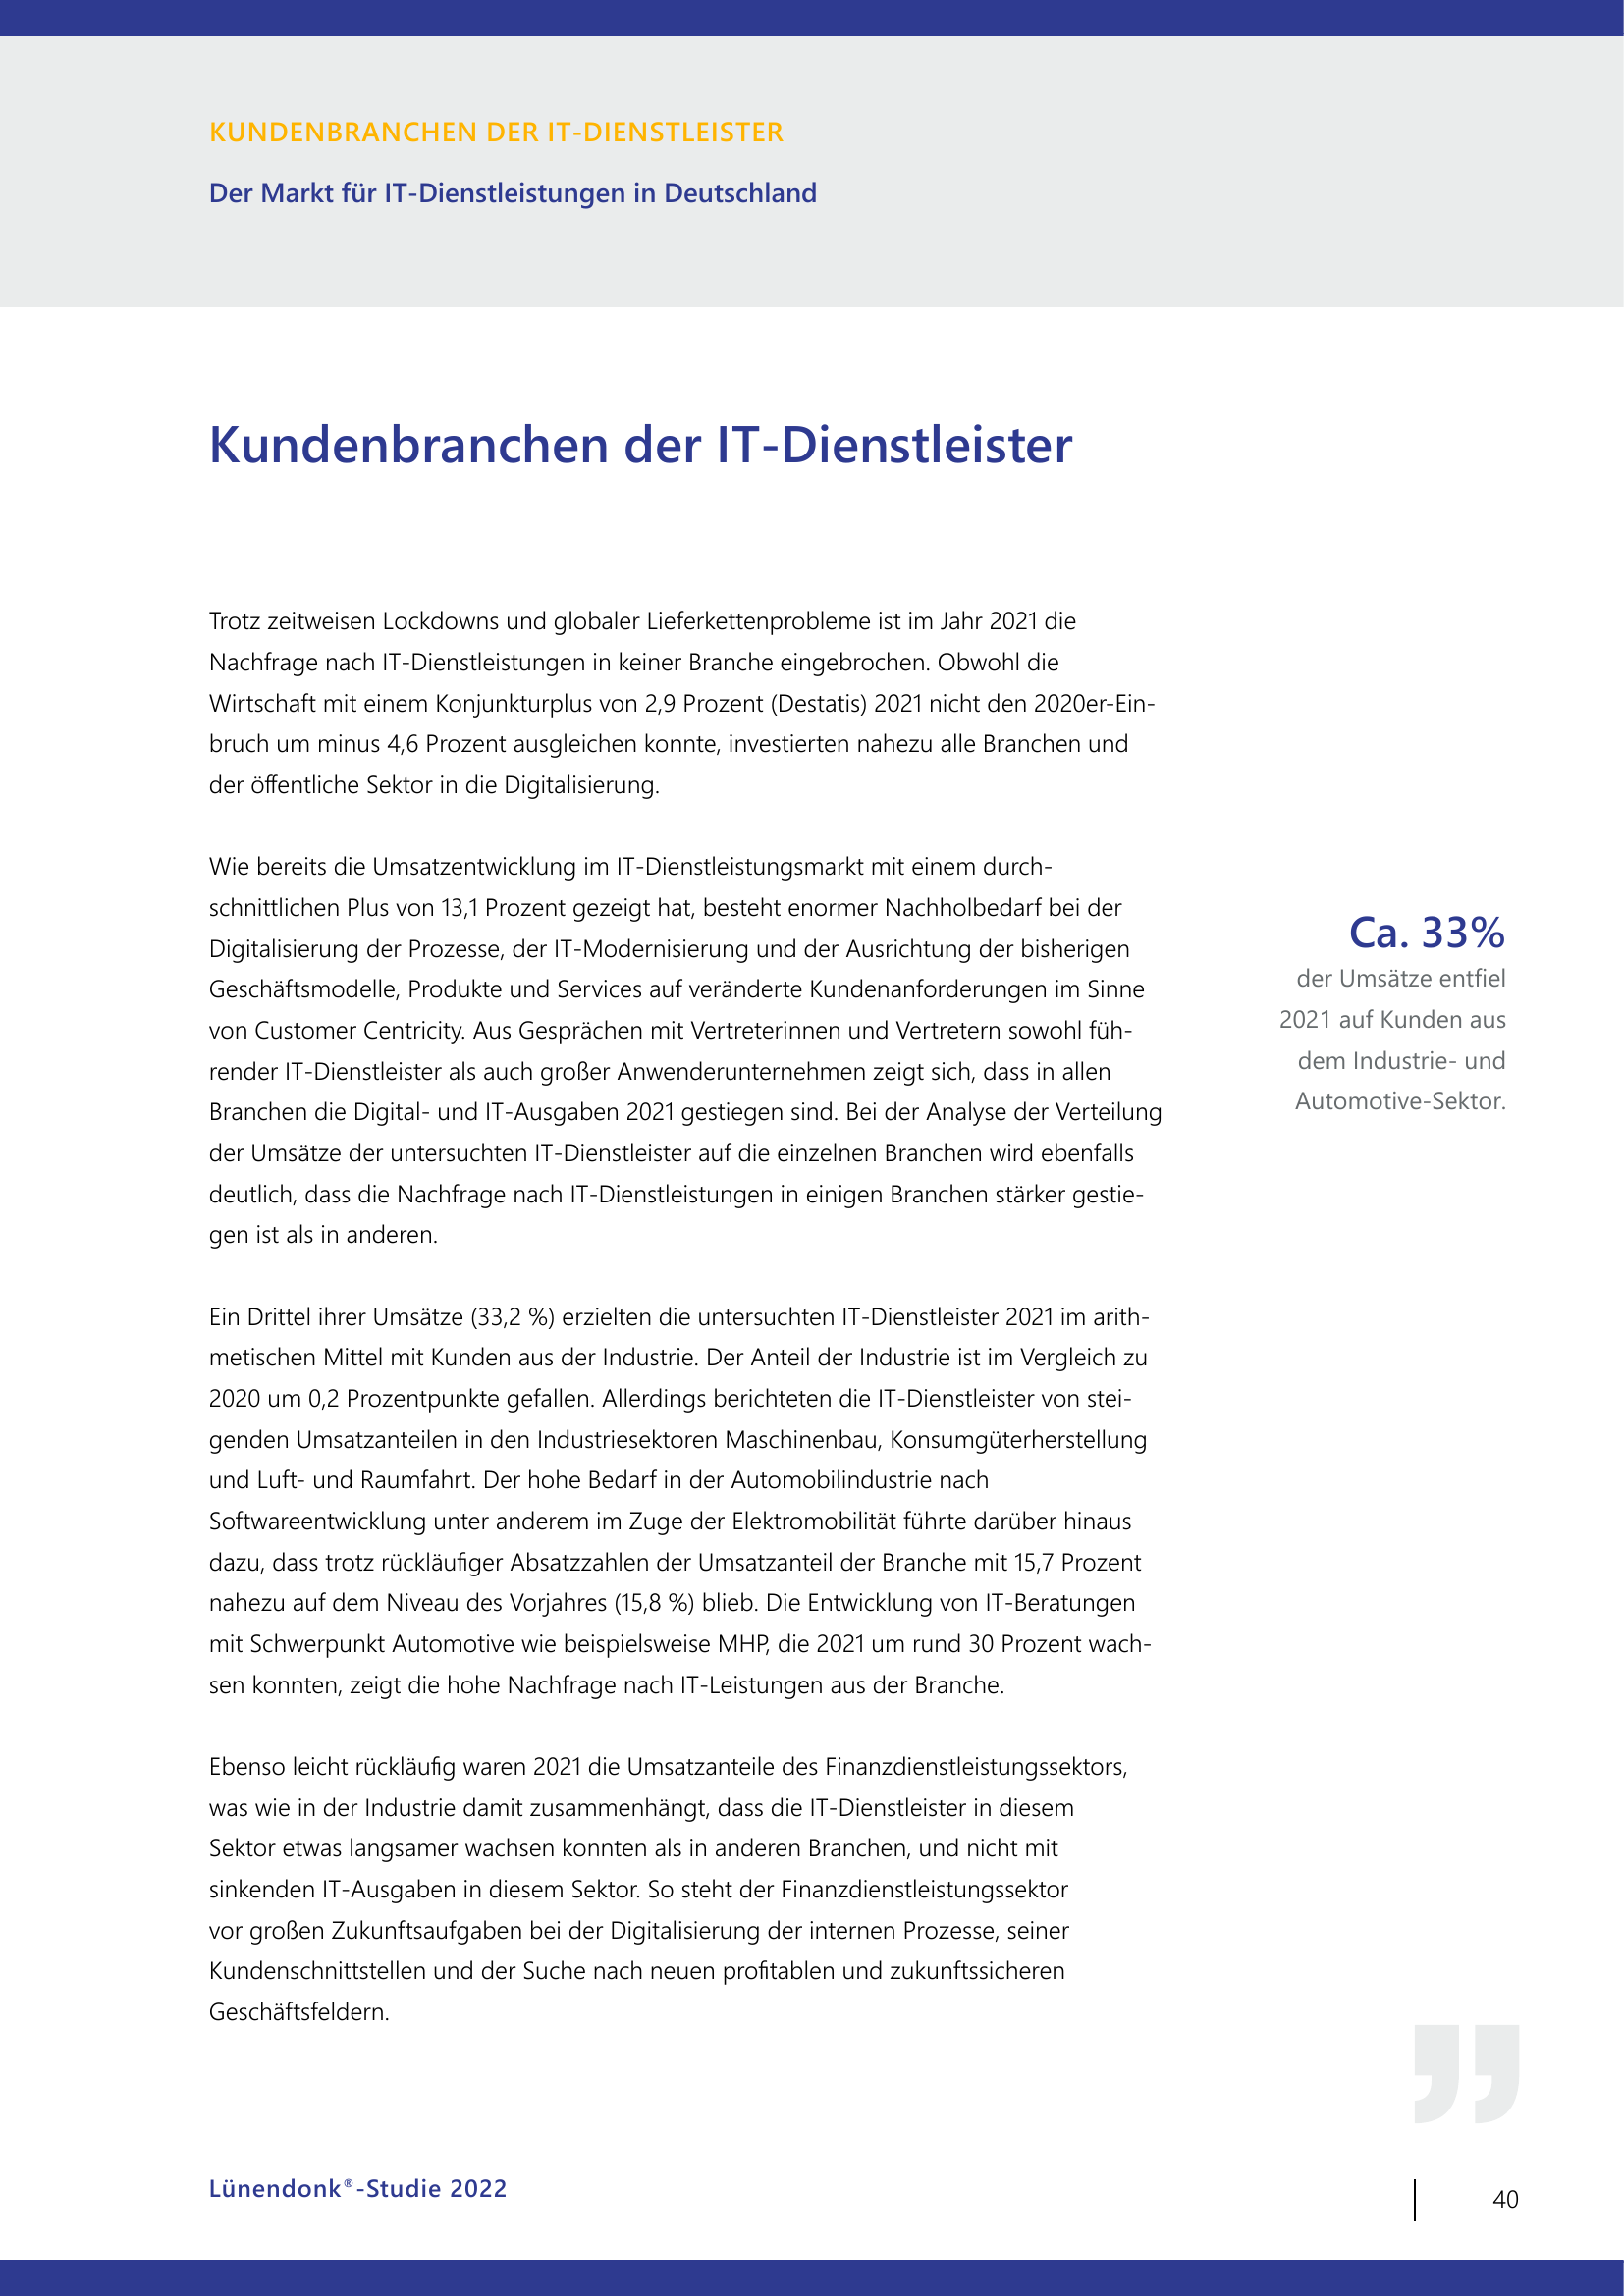 KUNDENBRANCHEN DER IT-DIENSTLEISTER
Der Markt für IT-Dienstleistungen in Deutschland
Kundenbranchen der IT-Dienstleister
Trotz zeitweisen Lockdowns und globaler Lieferkettenprobleme ist im Jahr 2021 die
Nachfrage nach IT-Dienstleistungen in keiner Branche eingebrochen. Obwohl die
Wirtschaft mit einem Konjunkturplus von 2,9 Prozent (Destatis) 2021 nicht den 2020er-Ein-
bruch um minus 4,6 Prozent ausgleichen konnte, investierten nahezu alle Branchen und
der öffentliche Sektor in die Digitalisierung.
Wie bereits die Umsatzentwicklung im IT-Dienstleistungsmarkt mit einem durch-
schnittlichen Plus von 13,1 Prozent gezeigt hat, besteht enormer Nachholbedarf bei der
Digitalisierung der Prozesse, der IT-Modernisierung und der Ausrichtung der bisherigen
Geschäftsmodelle, Produkte und Services auf veränderte Kundenanforderungen im Sinne
von Customer Centricity. Aus Gesprächen mit Vertreterinnen und Vertretern sowohl füh-
render IT-Dienstleister als auch großer Anwenderunternehmen zeigt sich, dass in allen
Branchen die Digital- und IT-Ausgaben 2021 gestiegen sind. Bei der Analyse der Verteilung
der Umsätze der untersuchten IT-Dienstleister auf die einzelnen Branchen wird ebenfalls
deutlich, dass die Nachfrage nach IT-Dienstleistungen in einigen Branchen stärker gestie-
gen ist als in anderen.
Ca. 33%
der Umsätze entfiel
2021 auf Kunden aus
dem Industrie- und
Automotive-Sektor.
Ein Drittel ihrer Umsätze (33,2 %) erzielten die untersuchten IT-Dienstleister 2021 im arith-
metischen Mittel mit Kunden aus der Industrie. Der Anteil der Industrie ist im Vergleich zu
2020 um 0,2 Prozentpunkte gefallen. Allerdings berichteten die IT-Dienstleister von stei-
genden Umsatzanteilen in den Industriesektoren Maschinenbau, Konsumgüterherstellung
und Luft- und Raumfahrt. Der hohe Bedarf in der Automobilindustrie nach
Softwareentwicklung unter anderem im Zuge der Elektromobilität führte darüber hinaus
dazu, dass trotz rückläufiger Absatzzahlen der Umsatzanteil der Branche mit 15,7 Prozent
nahezu auf dem Niveau des Vorjahres (15,8 %) blieb. Die Entwicklung von IT-Beratungen
mit Schwerpunkt Automotive wie beispielsweise MHP, die 2021 um rund 30 Prozent wach-
sen konnten, zeigt die hohe Nachfrage nach IT-Leistungen aus der Branche.
Ebenso leicht rückläufig waren 2021 die Umsatzanteile des Finanzdienstleistungssektors,
was wie in der Industrie damit zusammenhängt, dass die IT-Dienstleister in diesem
Sektor etwas langsamer wachsen konnten als in anderen Branchen, und nicht mit
sinkenden IT-Ausgaben in diesem Sektor. So steht der Finanzdienstleistungssektor
vor großen Zukunftsaufgaben bei der Digitalisierung der internen Prozesse, seiner
Kundenschnittstellen und der Suche nach neuen profitablen und zukunftssicheren
Geschäftsfeldern.
Lünendonk®-Studie 2022
40